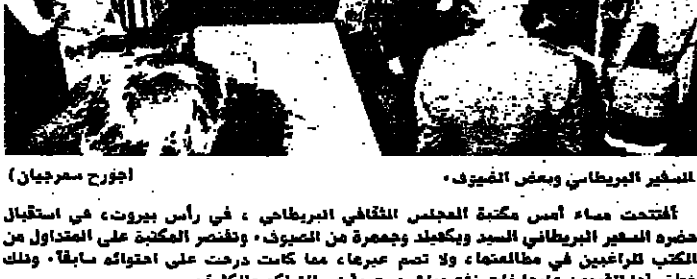 السفير البريطاني وبعض الضيوف.
(جورج سمرجيان)
أفتتحت مساء أمس مكتبة المجلس الثقافي البريطاني ، في رأس بيروت، في استقبال
حضره السفير البريطاني السيد ويكفيلد وجمهرة من الضيوف. وتقتصر المكتبة على المتداول من
الكتب للراغبين في مطالعتها، ولا تضم غيرها، مما كانت درجت على احتوائه سابقاً. وذلك